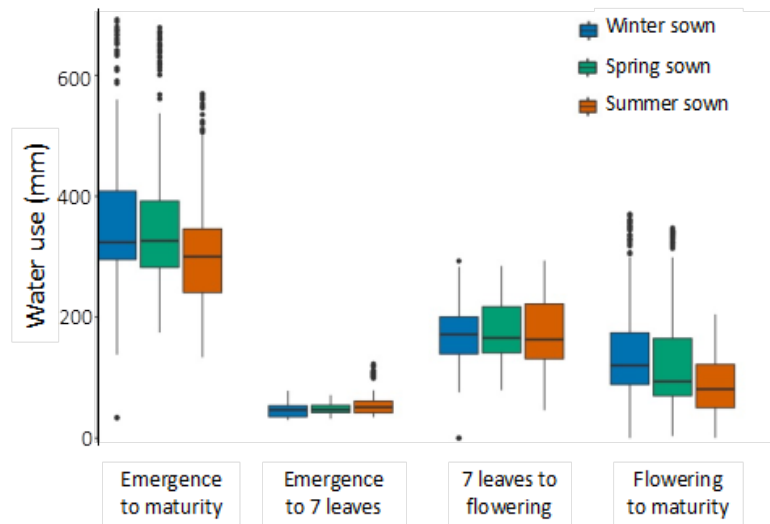 Winter sown
Spring sown
Summer sown
Water use (mm)
600
400
200
0
Emergence
to maturity
Emergence
to 7 leaves
7 leaves to
flowering
Flowering
to maturity